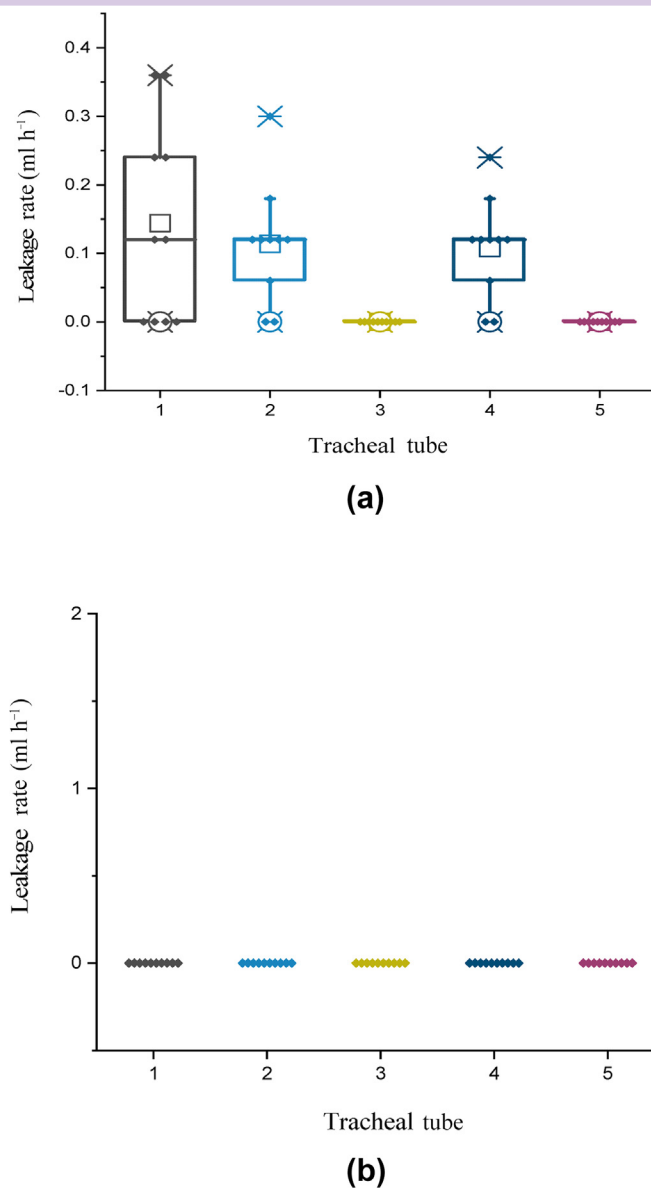 0.4
0.3
0.2
0.1
0.0
-0.1
Leakage rate (ml h⁻¹)
1 2 3 4 5
Tracheal tube
(a)
2
1
0
Leakage rate (ml h⁻¹)
1 2 3 4 5
Tracheal tube
(b)